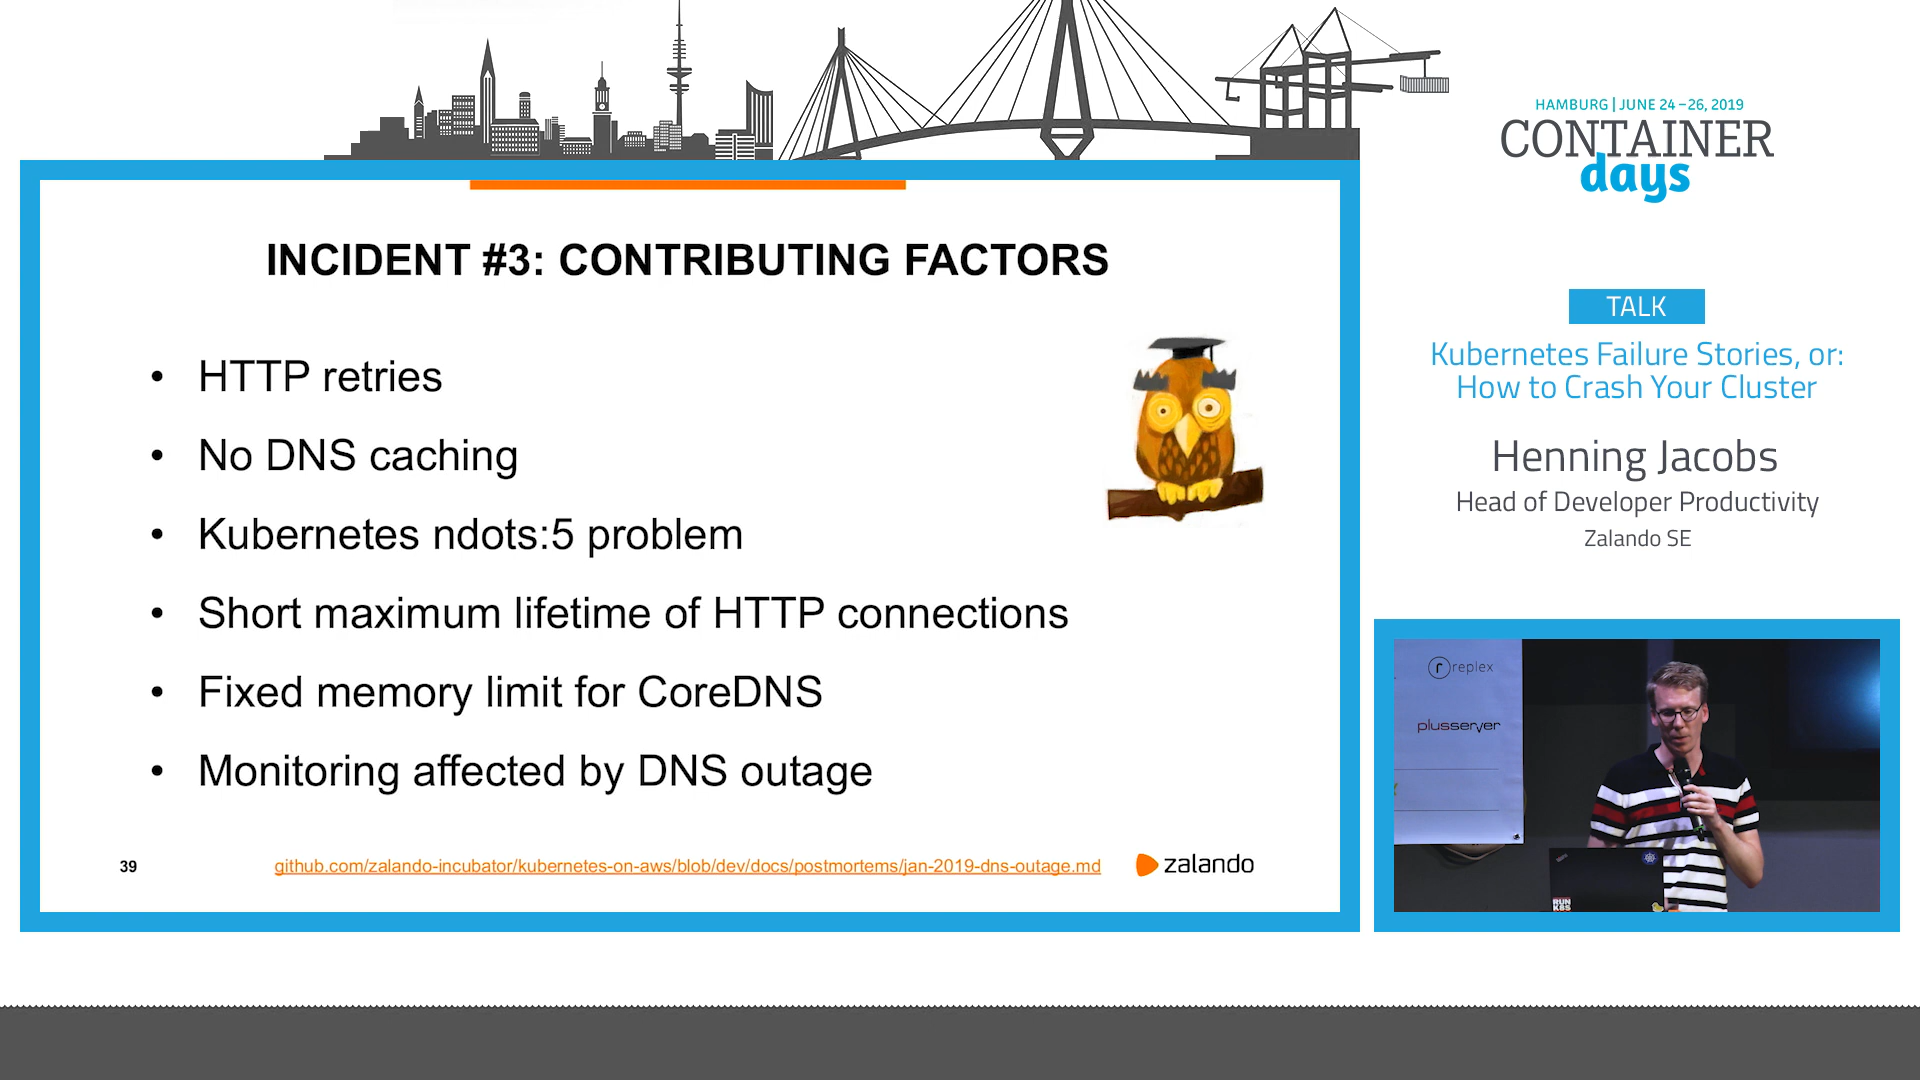 HAMBURG | JUNE 24 – 26, 2019
CONTAINER
days
INCIDENT #3: CONTRIBUTING FACTORS
• HTTP retries
• No DNS caching
• Kubernetes ndots:5 problem
• Short maximum lifetime of HTTP connections
• Fixed memory limit for CoreDNS
• Monitoring affected by DNS outage
39
github.com/zalando-incubator/kubernetes-on-aws/blob/dev/docs/postmortems/jan-2019-dns-outage.md
zalando
TALK
Kubernetes Failure Stories, or:
How to Crash Your Cluster
Henning Jacobs
Head of Developer Productivity
Zalando SE
r replex
plusserver
RUN
K8S